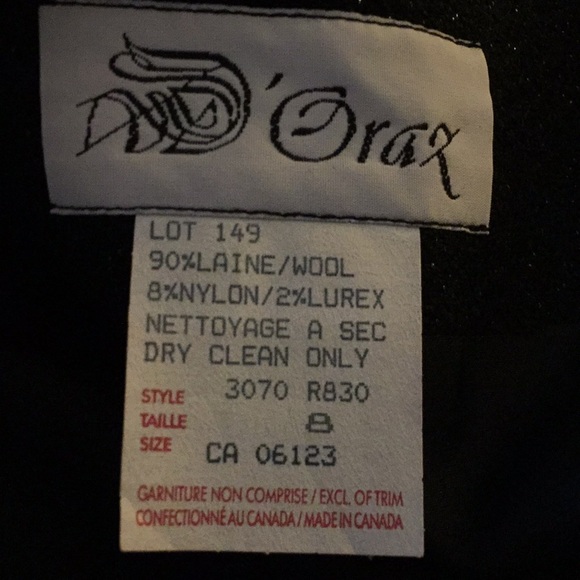 D'Orax
LOT 149
90%LAINE/WOOL
8%NYLON/2%LUREX
NETTOYAGE A SEC
DRY CLEAN ONLY
STYLE 3070 R830
TAILLE 8
SIZE
CA 06123
GARNITURE NON COMPRISE / EXCL. OF TRIM
CONFECTIONNÉ AU CANADA / MADE IN CANADA